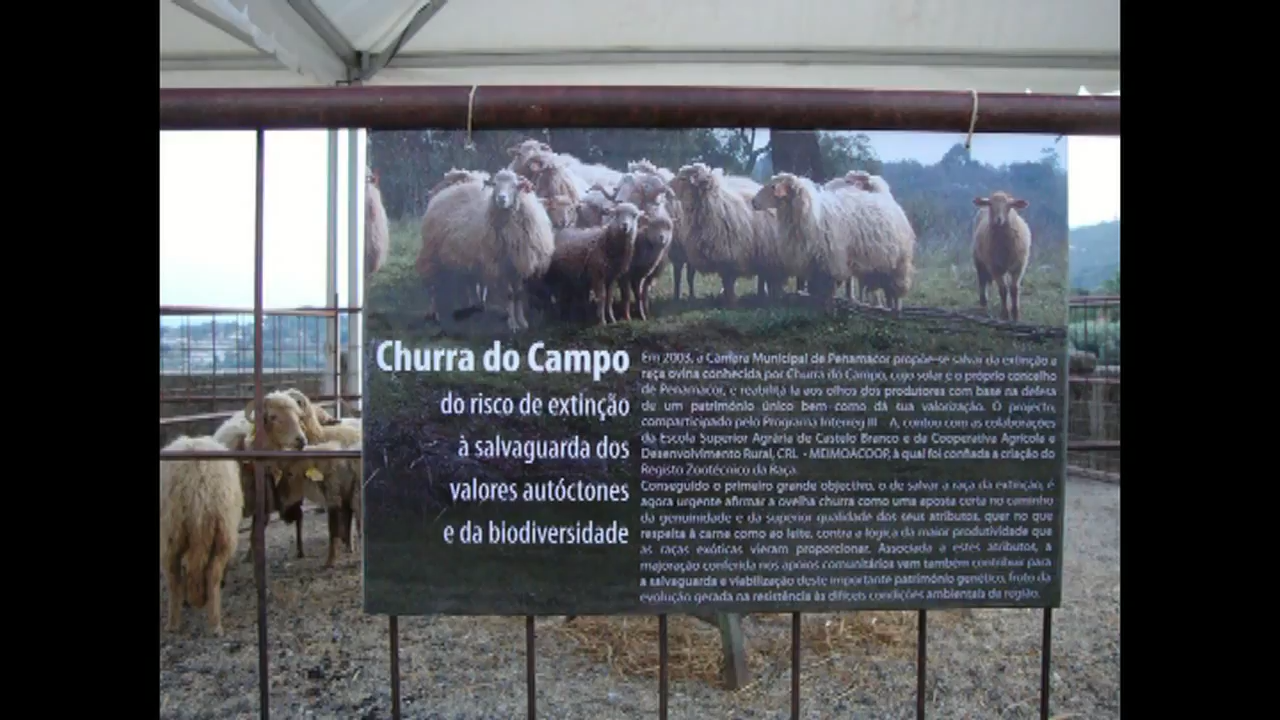 Churra do Campo
do risco de extinção
à salvaguarda dos
valores autóctones
e da biodiversidade
Em 2003, a Câmara Municipal de Penamacor propôe-se salvar da extinção a
raça ovina conhecida por Churra do Campo, cujo solar é o próprio concelho
de Penamacor, e reabilitá-la aos olhos dos produtores com base na defesa
de um património único bem como da sua valorização. O projecto,
comparticipado pelo Programa Interreg III - A, contou com as colaborações
da Escola Superior Agrária de Castelo Branco e da Cooperativa Agrícola e
Desenvolvimento Rural, CRL - MEIMOACOOP, à qual foi confiada a criação do
Registo Zootécnico da Raça.
Conseguido o primeiro grande objectivo, o de salvar a raça da extinção, é
agora urgente afirmar a ovelha churra como uma aposta certa no caminho
da genuinidade e da superior qualidade dos seus atributos, quer no que
respeita à carne como ao leite, contra a lógica da maior produtividade que
as raças exóticas vieram proporcionar. Associada a estes atributos, a
majoração conferida nos apoios comunitários vem também contribuir para
a salvaguarda e viabilização deste importante património genético, fruto da
evolução gerada na resistência às difíceis condições ambientais da região.